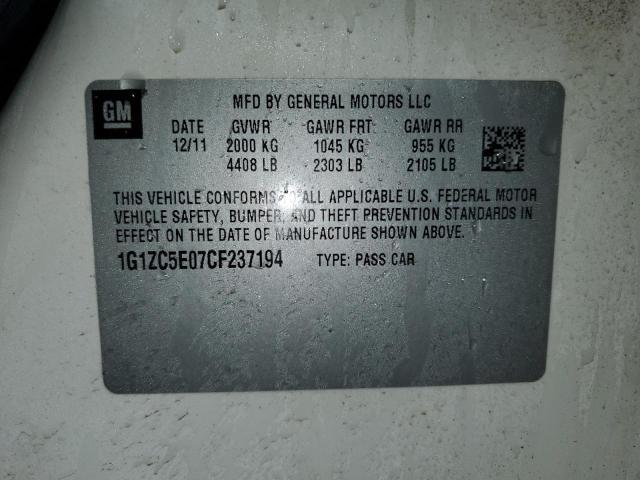 GM
MFD BY GENERAL MOTORS LLC
DATE GVWR GAWR FRT GAWR RR
12/11 2000 KG 1045 KG 955 KG
4408 LB 2303 LB 2105 LB
THIS VEHICLE CONFORMS TO ALL APPLICABLE U.S. FEDERAL MOTOR
VEHICLE SAFETY, BUMPER, AND THEFT PREVENTION STANDARDS IN
EFFECT ON THE DATE OF MANUFACTURE SHOWN ABOVE.
1G1ZC5E07CF237194 TYPE: PASS CAR